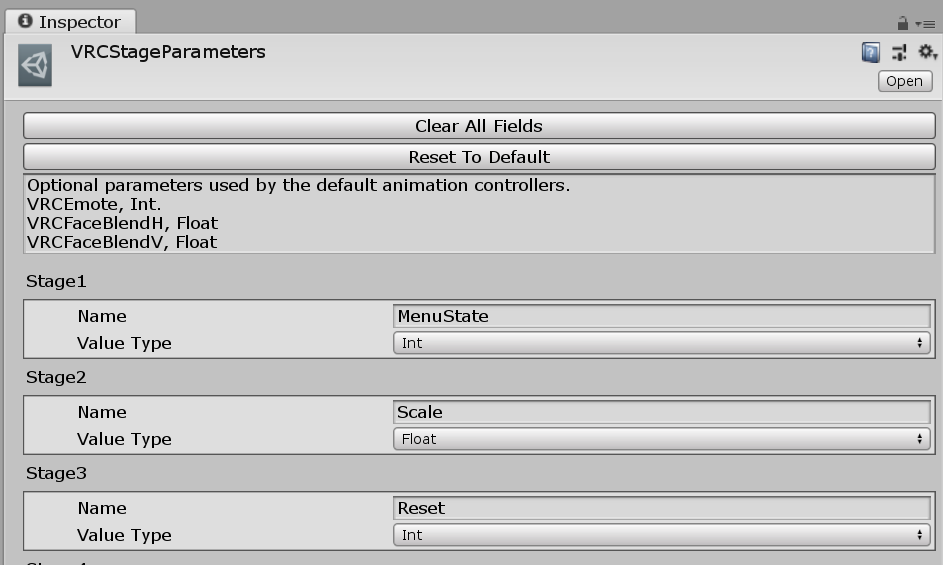 Inspector
VRCStageParameters
Open
Clear All Fields
Reset To Default
Optional parameters used by the default animation controllers.
VRCEmote, Int.
VRCFaceBlendH, Float
VRCFaceBlendV, Float
Stage1
Name MenuState
Value Type Int
Stage2
Name Scale
Value Type Float
Stage3
Name Reset
Value Type Int